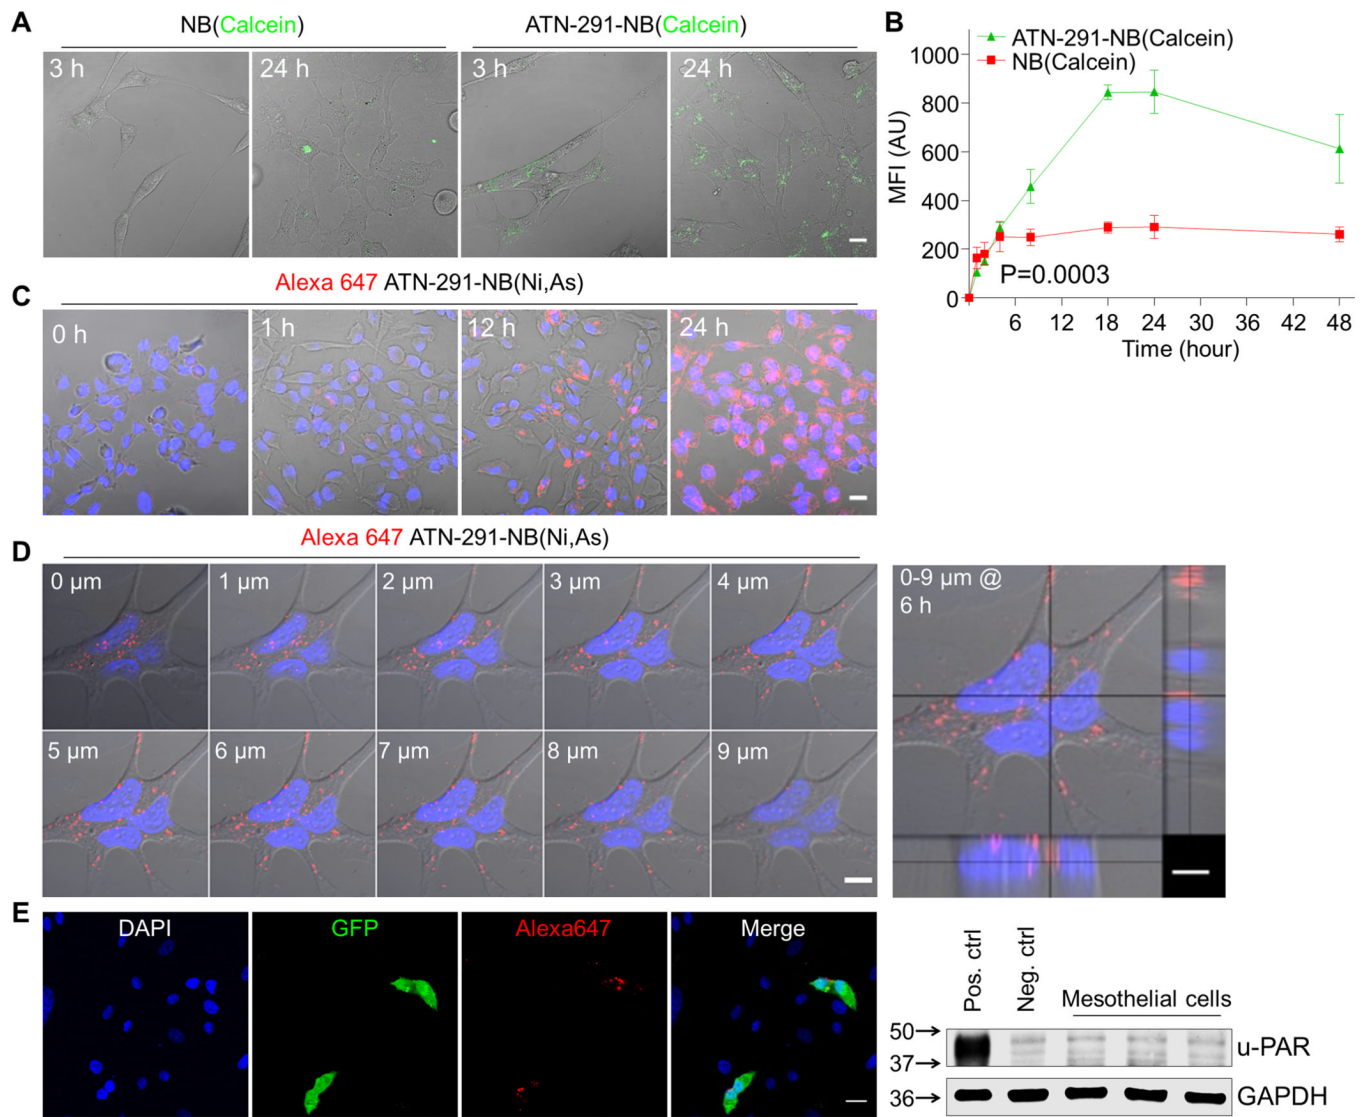 A
NB(Calcein)
ATN-291-NB(Calcein)
3 h
24 h
3 h
24 h
B
ATN-291-NB(Calcein)
NB(Calcein)
MFI (AU)
1000
800
600
400
200
0
P=0.0003
6 12 18 24 30 36 42 48
Time (hour)
C
Alexa 647 ATN-291-NB(Ni,As)
0 h
1 h
12 h
24 h
D
Alexa 647 ATN-291-NB(Ni,As)
0 µm
1 µm
2 µm
3 µm
4 µm
5 µm
6 µm
7 µm
8 µm
9 µm
0-9 µm @
6 h
E
DAPI
GFP
Alexa647
Merge
Pos. ctrl
Neg. ctrl
Mesothelial cells
50
37
u-PAR
36
GAPDH